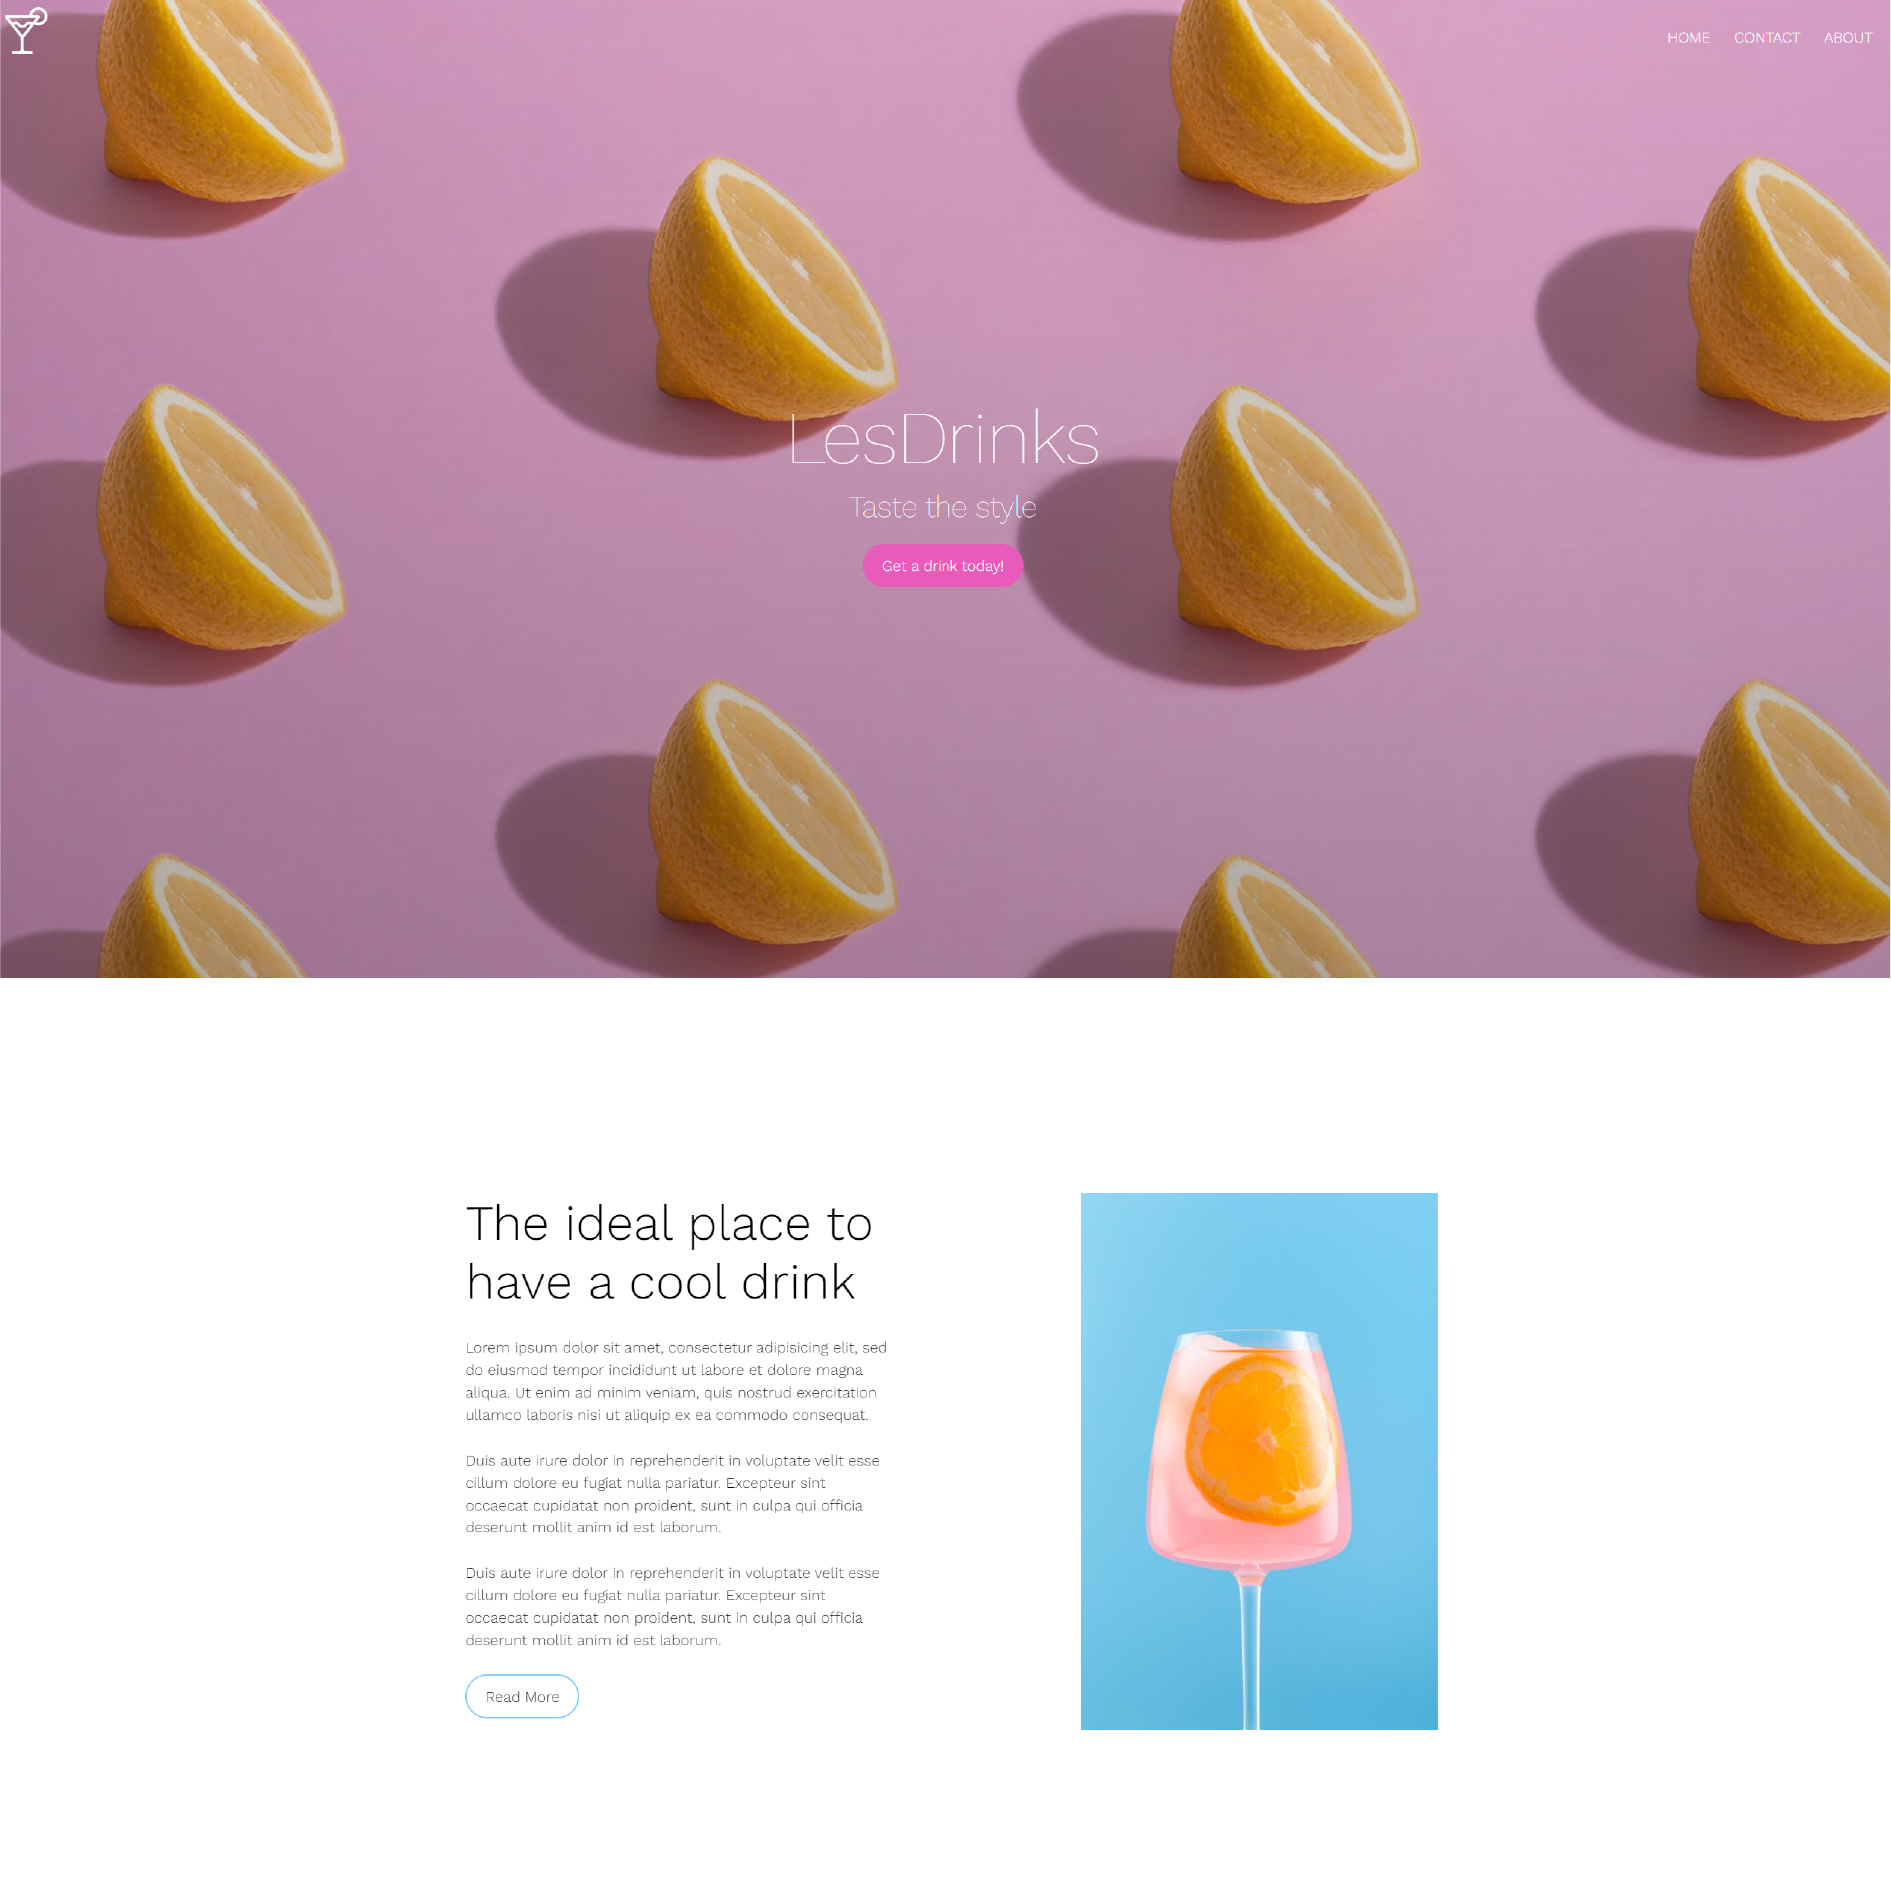 HOME CONTACT ABOUT
LesDrinks
Taste the style
Get a drink today!
The ideal place to
have a cool drink
Lorem ipsum dolor sit amet, consectetur adipisicing elit, sed
do eiusmod tempor incididunt ut labore et dolore magna
aliqua. Ut enim ad minim veniam, quis nostrud exercitation
ullamco laboris nisi ut aliquip ex ea commodo consequat.
Duis aute irure dolor in reprehenderit in voluptate velit esse
cillum dolore eu fugiat nulla pariatur. Excepteur sint
occaecat cupidatat non proident, sunt in culpa qui officia
deserunt mollit anim id est laborum.
Duis aute irure dolor in reprehenderit in voluptate velit esse
cillum dolore eu fugiat nulla pariatur. Excepteur sint
occaecat cupidatat non proident, sunt in culpa qui officia
deserunt mollit anim id est laborum.
Read More